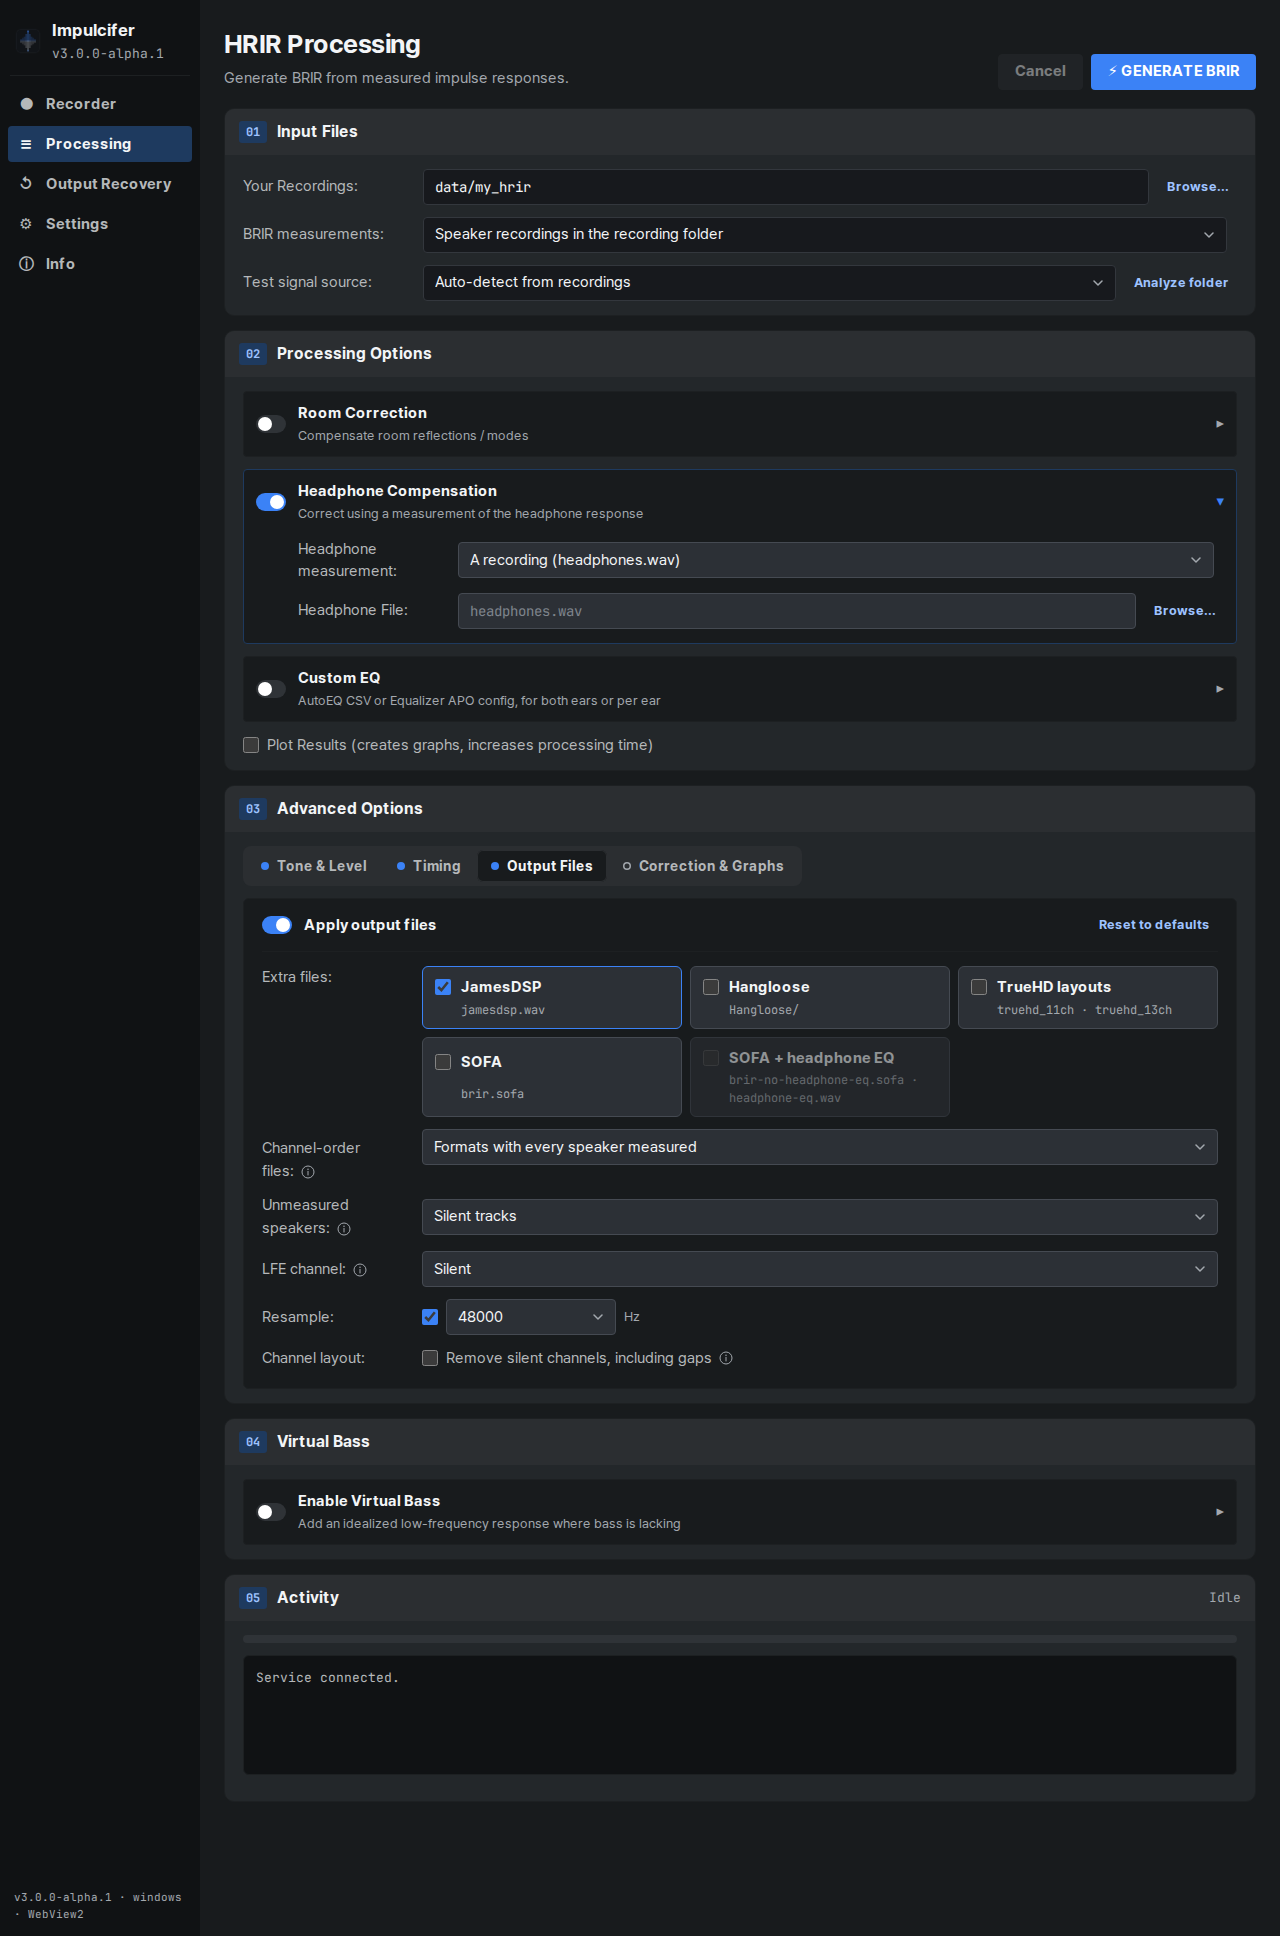 Impulcifer
v3.0.0-alpha.1
Recorder
Processing
Output Recovery
Settings
Info
v3.0.0-alpha.1 · windows
· WebView2
HRIR Processing
Generate BRIR from measured impulse responses.
Cancel
⚡ GENERATE BRIR
01 Input Files
Your Recordings: data/my_hrir Browse...
BRIR measurements: Speaker recordings in the recording folder
Test signal source: Auto-detect from recordings Analyze folder
02 Processing Options
Room Correction
Compensate room reflections / modes
Headphone Compensation
Correct using a measurement of the headphone response
Headphone
measurement:
A recording (headphones.wav)
Headphone File: headphones.wav Browse...
Custom EQ
AutoEQ CSV or Equalizer APO config, for both ears or per ear
Plot Results (creates graphs, increases processing time)
03 Advanced Options
Tone & Level Timing Output Files Correction & Graphs
Apply output files Reset to defaults
Extra files:
JamesDSP
jamesdsp.wav
Hangloose
Hangloose/
TrueHD layouts
truehd_11ch · truehd_13ch
SOFA
brir.sofa
SOFA + headphone EQ
brir-no-headphone-eq.sofa ·
headphone-eq.wav
Channel-order
files:
Formats with every speaker measured
Unmeasured
speakers:
Silent tracks
LFE channel: Silent
Resample: 48000 Hz
Channel layout: Remove silent channels, including gaps
04 Virtual Bass
Enable Virtual Bass
Add an idealized low-frequency response where bass is lacking
05 Activity Idle
Service connected.